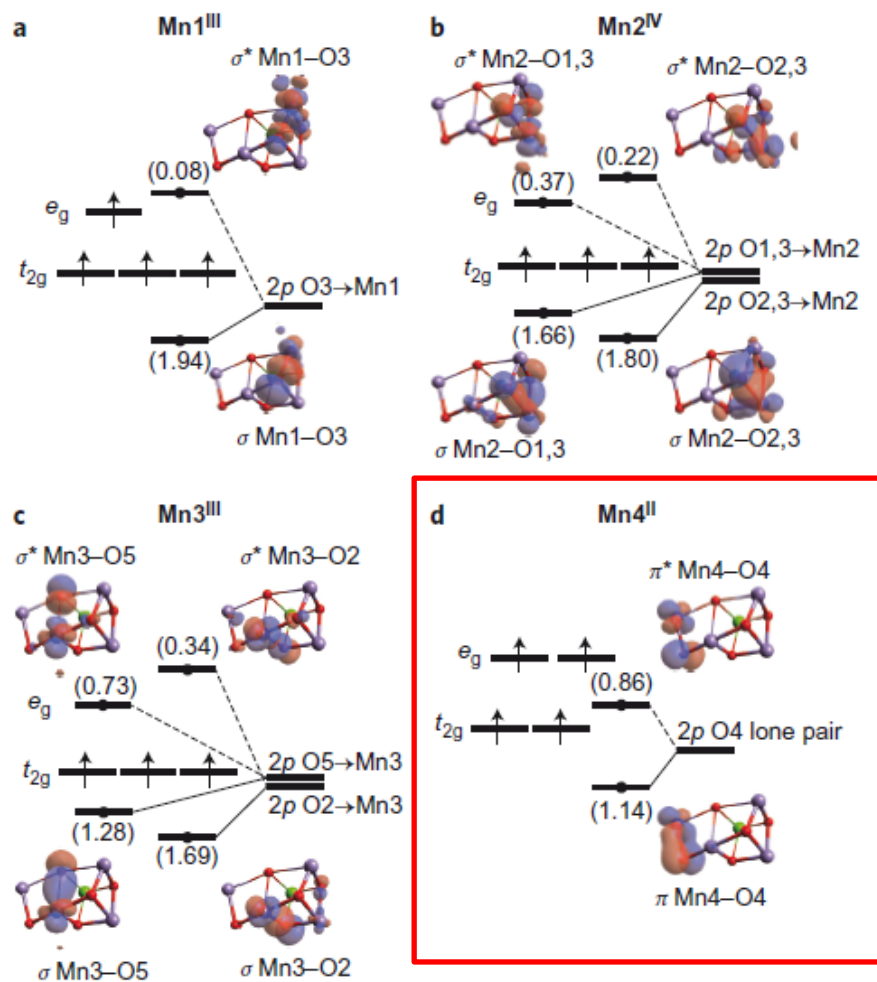 a Mn1III
σ* Mn1–O3
(0.08)
eg
t2g
2p O3→Mn1
(1.94)
σ Mn1–O3
b Mn2IV
σ* Mn2–O1,3
σ* Mn2–O2,3
(0.22)
(0.37)
eg
t2g
2p O1,3→Mn2
2p O2,3→Mn2
(1.66)
(1.80)
σ Mn2–O1,3
σ Mn2–O2,3
c Mn3III
σ* Mn3–O5
σ* Mn3–O2
(0.34)
(0.73)
eg
t2g
2p O5→Mn3
2p O2→Mn3
(1.28)
(1.69)
σ Mn3–O5
σ Mn3–O2
d Mn4II
π* Mn4–O4
eg
(0.86)
t2g
2p O4 lone pair
(1.14)
π Mn4–O4